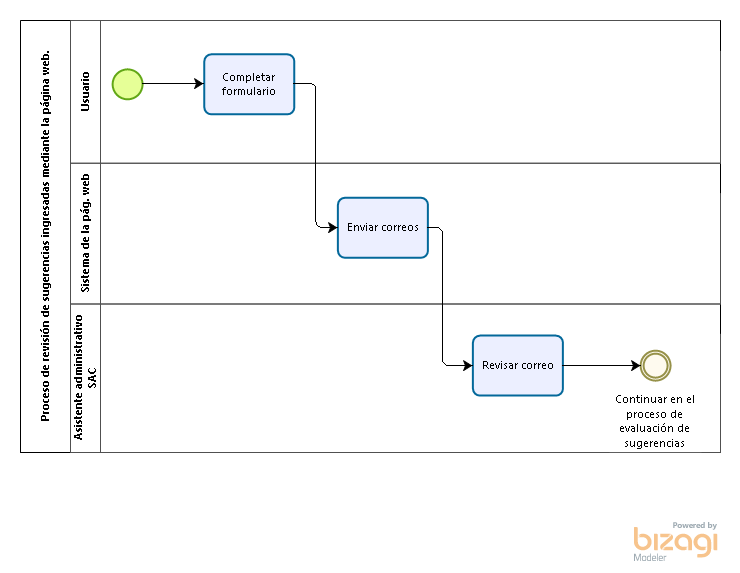 Proceso de revisión de sugerencias ingresadas mediante la página web.
Usuario
Completar
formulario
Sistema de la pág. web
Enviar correos
Asistente administrativo
SAC
Revisar correo
Continuar en el
proceso de
evaluación de
sugerencias
Powered by
bizagi
Modeler